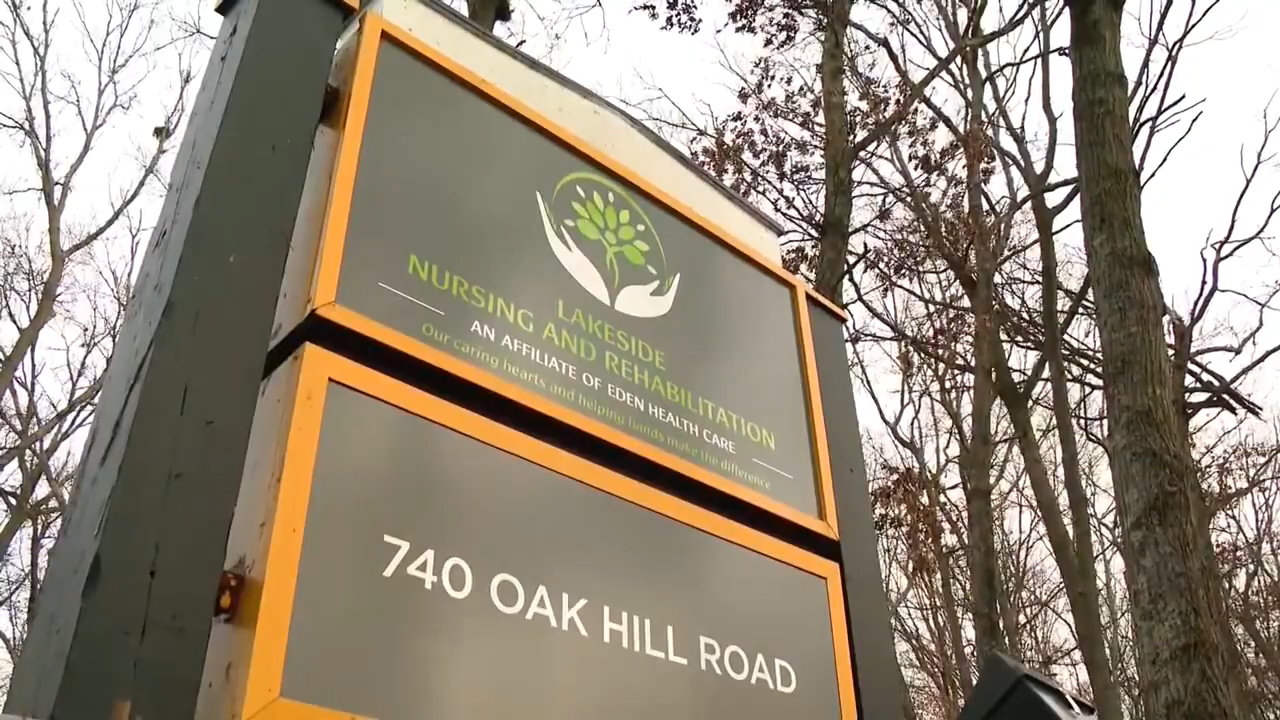 LAKESIDE
NURSING AND REHABILITATION
AN AFFILIATE OF EDEN HEALTH CARE
Our caring hearts and helping hands make the difference
740 OAK HILL ROAD